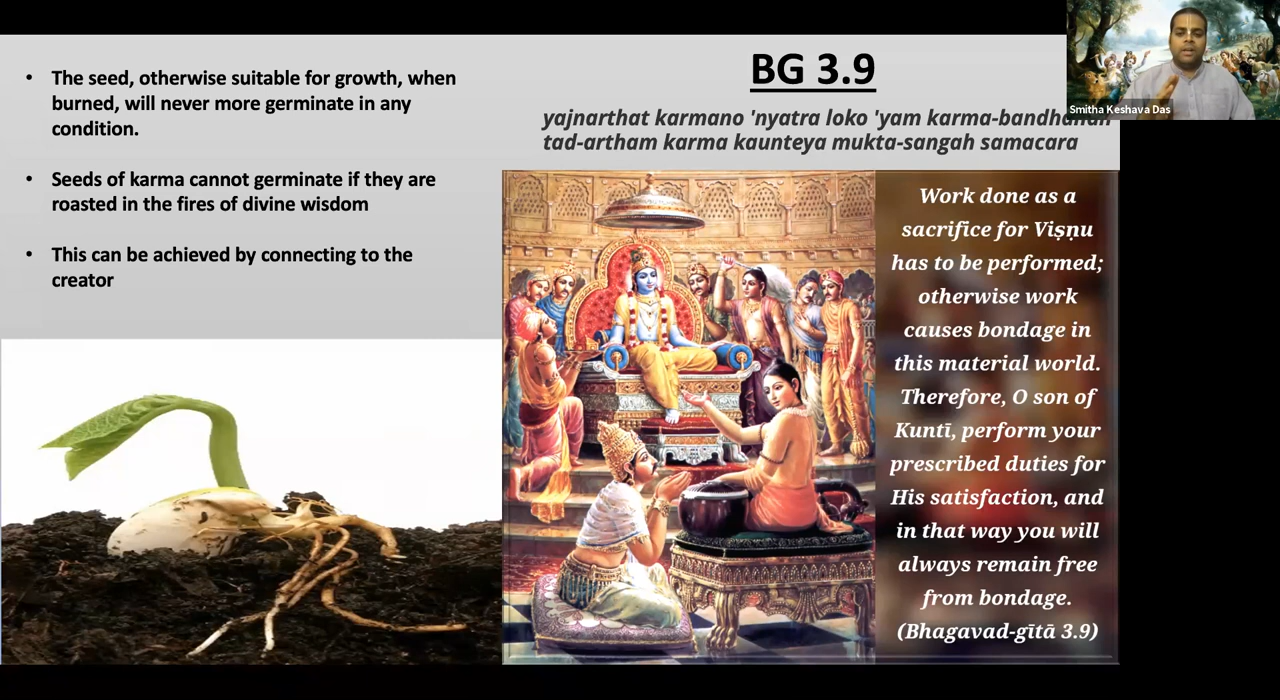 • The seed, otherwise suitable for growth, when
burned, will never more germinate in any
condition.
• Seeds of karma cannot germinate if they are
roasted in the fires of divine wisdom
• This can be achieved by connecting to the
creator
BG 3.9
yajnarthat karmano 'nyatra loko 'yam
tad-artham karma kaunteya mukta-sangah samacara
Work done as a
sacrifice for Viṣṇu
has to be performed;
otherwise work
causes bondage in
this material world.
Therefore, O son of
Kuntī, perform your
prescribed duties for
His satisfaction, and
in that way you will
always remain free
from bondage.
(Bhagavad-gītā 3.9)
Smitha Keshava Das